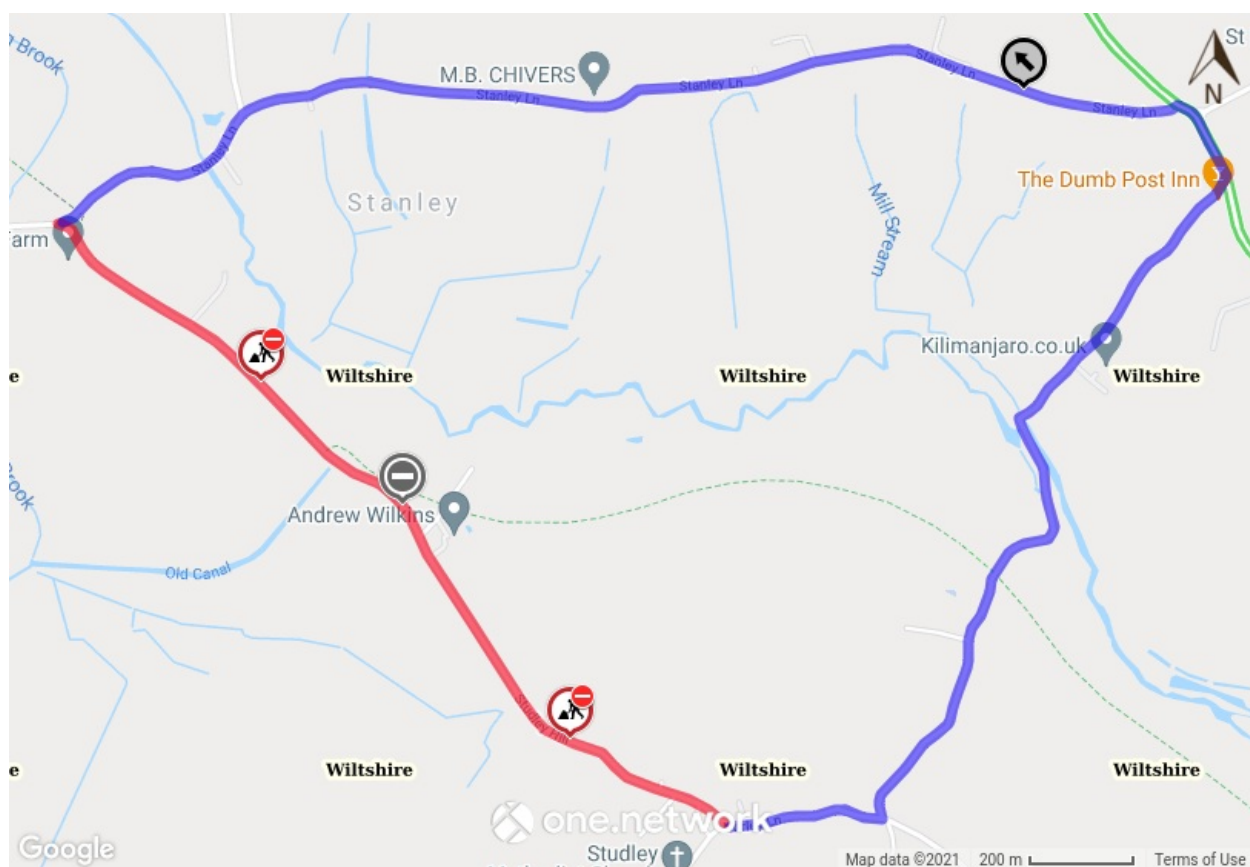 Brook
M.B. CHIVERS
Stanley Ln
Stanley Ln
Stanley Ln
Stanley Ln
St
N
Stanley Ln
Stanley
The Dumb Post Inn
Mill Stream
Farm
Kilimanjaro.co.uk
e
Wiltshire
Wiltshire
Wiltshire
Brook
Andrew Wilkins
Old Canal
Studley Hill
e
Wiltshire
Wiltshire
Wiltshire
one.network
Google
Studley
Map data ©2021
200 m
Terms of Use